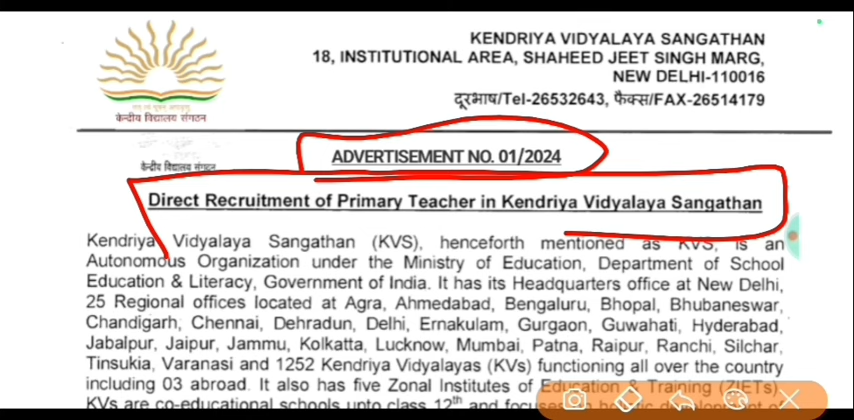 KENDRIYA VIDYALAYA SANGATHAN
18, INSTITUTIONAL AREA, SHAHEED JEET SINGH MARG,
NEW DELHI-110016
दूरभाष/Tel-26532643, फैक्स/FAX-26514179
केन्द्रीय विद्यालय संगठन
केन्द्रीय विद्यालय संगठन
ADVERTISEMENT NO. 01/2024
Direct Recruitment of Primary Teacher in Kendriya Vidyalaya Sangathan
Kendriya Vidyalaya Sangathan (KVS), henceforth mentioned as KVS, is an
Autonomous Organization under the Ministry of Education, Department of School
Education & Literacy, Government of India. It has its Headquarters office at New Delhi,
25 Regional offices located at Agra, Ahmedabad, Bengaluru, Bhopal, Bhubaneswar,
Chandigarh, Chennai, Dehradun, Delhi, Ernakulam, Gurgaon, Guwahati, Hyderabad,
Jabalpur, Jaipur, Jammu, Kolkatta, Lucknow, Mumbai, Patna, Raipur, Ranchi, Silchar,
Tinsukia, Varanasi and 1252 Kendriya Vidyalayas (KVs) functioning all over the country
including 03 abroad. It also has five Zonal Institutes of Education & Training (ZIETs).
KVs are co-educational schools upto class 12th and of